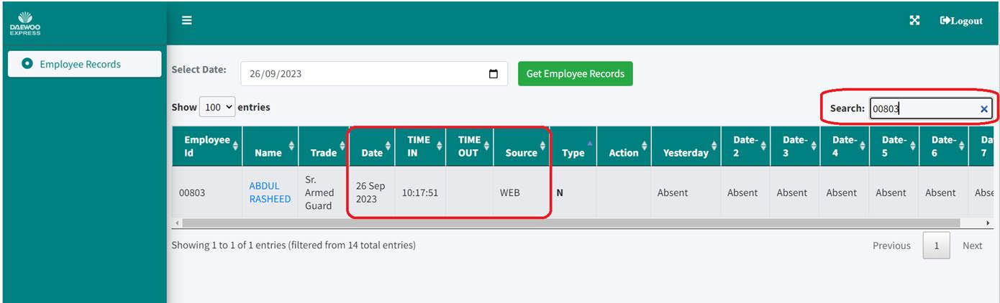 DAEWOO
EXPRESS
Logout
Employee Records
Select Date:
26/09/2023
Get Employee Records
Show 100 entries
Search: 00803
Employee Id Name Trade Date TIME IN TIME OUT Source Type Action Yesterday Date-2 Date-3 Date-4 Date-5 Date-6 Da 7
00803 ABDUL RASHEED Sr. Armed Guard 26 Sep 2023 10:17:51 WEB N Absent Absent Absent Absent Absent Absent Abse
Showing 1 to 1 of 1 entries (filtered from 14 total entries)
Previous 1 Next